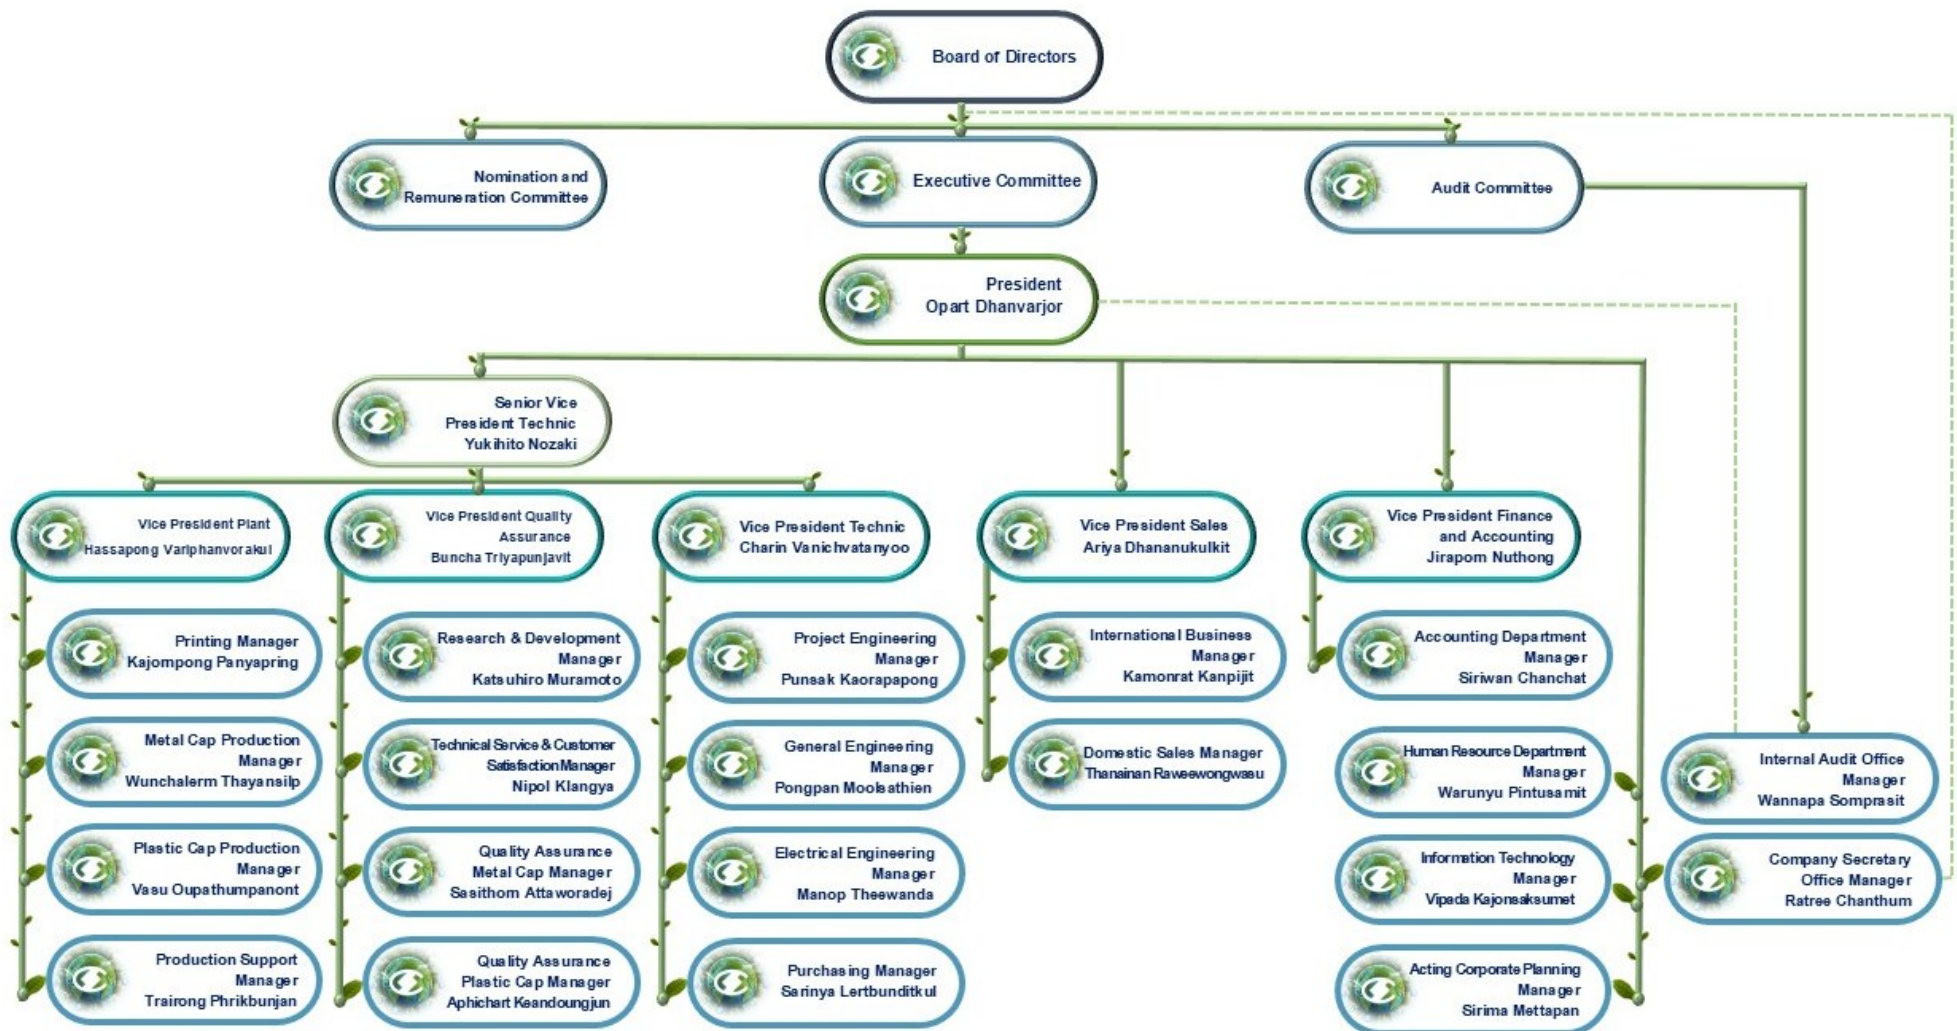 Board of Directors
Nomination and
Remuneration Committee
Executive Committee
Audit Committee
President
Opart Dhanvarjor
Senior Vice
President Technic
Yukihito Nozaki
Vice President Plant
Hassapong Variphanvorakul
Vice President Quality
Assurance
Buncha Triyapunjavit
Vice President Technic
Charin Vanichvatanyoo
Vice President Sales
Ariya Dhananukulkit
Vice President Finance
and Accounting
Jiraporn Nuthong
Printing Manager
Kajornpong Panyapring
Research & Development
Manager
Katsuhiro Muramoto
Project Engineering
Manager
Punsak Kaorapapong
International Business
Manager
Kamonrat Kanpijit
Accounting Department
Manager
Siriwan Chanchat
Metal Cap Production
Manager
Wunchalerm Thayansilp
Technical Service & Customer
Satisfaction Manager
Nipol Klangya
General Engineering
Manager
Pongpan Moolsathien
Domestic Sales Manager
Thanainan Raweewongwasu
Human Resource Department
Manager
Warunyu Pintusamit
Internal Audit Office
Manager
Wannapa Somprasit
Plastic Cap Production
Manager
Vasu Oupathumpanont
Quality Assurance
Metal Cap Manager
Sasithorn Attaworadej
Electrical Engineering
Manager
Manop Theewanda
Information Technology
Manager
Vipada Kajonsaksumet
Company Secretary
Office Manager
Ratree Chanthum
Production Support
Manager
Trairong Phrikbunjan
Quality Assurance
Plastic Cap Manager
Aphichart Keandoungjun
Purchasing Manager
Sarinya Lertbunditkul
Acting Corporate Planning
Manager
Sirima Mettapan